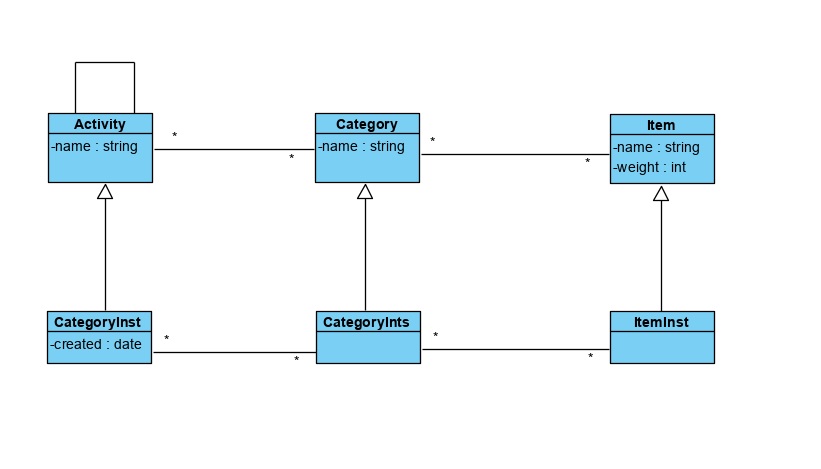 Activity
-name : string
*
*
Category
-name : string
*
*
Item
-name : string
-weight : int
CategoryInst
-created : date
*
*
CategoryInts
*
*
ItemInst